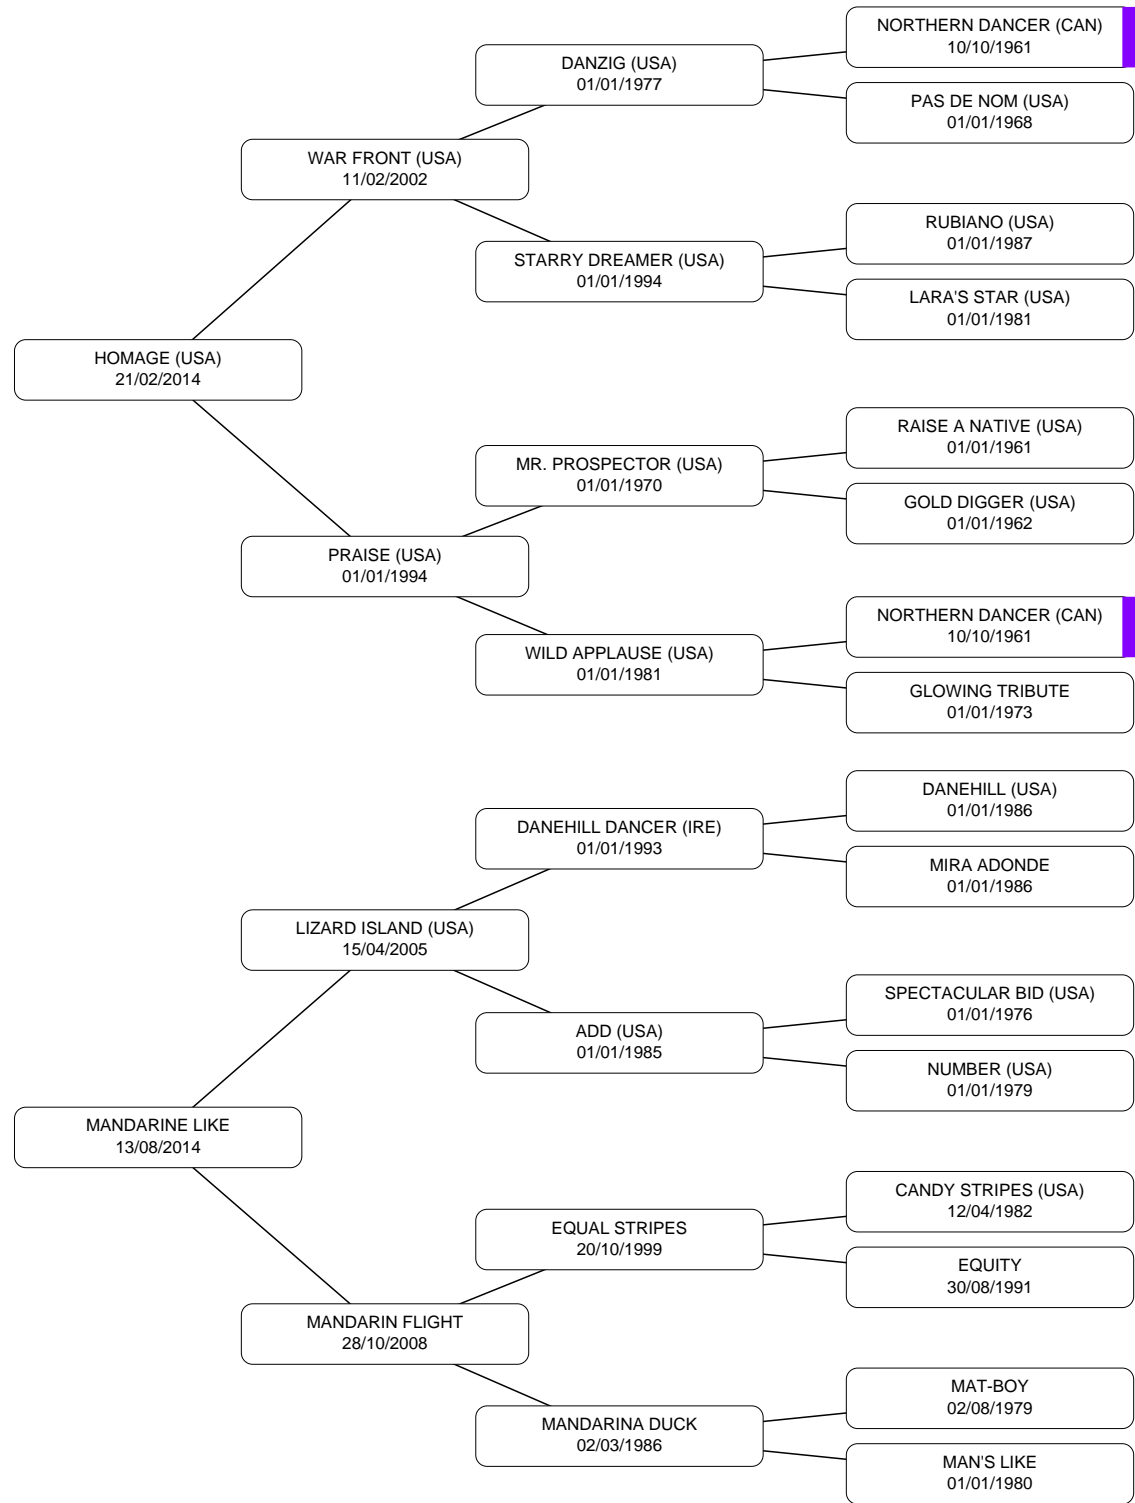 NORTHERN DANCER (CAN)
10/10/1961
DANZIG (USA)
01/01/1977
PAS DE NOM (USA)
01/01/1968
WAR FRONT (USA)
11/02/2002
RUBIANO (USA)
01/01/1987
STARRY DREAMER (USA)
01/01/1994
LARA'S STAR (USA)
01/01/1981
HOMAGE (USA)
21/02/2014
RAISE A NATIVE (USA)
01/01/1961
MR. PROSPECTOR (USA)
01/01/1970
GOLD DIGGER (USA)
01/01/1962
PRAISE (USA)
01/01/1994
NORTHERN DANCER (CAN)
10/10/1961
WILD APPLAUSE (USA)
01/01/1981
GLOWING TRIBUTE
01/01/1973
DANEHILL (USA)
01/01/1986
DANEHILL DANCER (IRE)
01/01/1993
MIRA ADONDE
01/01/1986
LIZARD ISLAND (USA)
15/04/2005
SPECTACULAR BID (USA)
01/01/1976
ADD (USA)
01/01/1985
NUMBER (USA)
01/01/1979
MANDARINE LIKE
13/08/2014
CANDY STRIPES (USA)
12/04/1982
EQUAL STRIPES
20/10/1999
EQUITY
30/08/1991
MANDARIN FLIGHT
28/10/2008
MAT-BOY
02/08/1979
MANDARINA DUCK
02/03/1986
MAN'S LIKE
01/01/1980